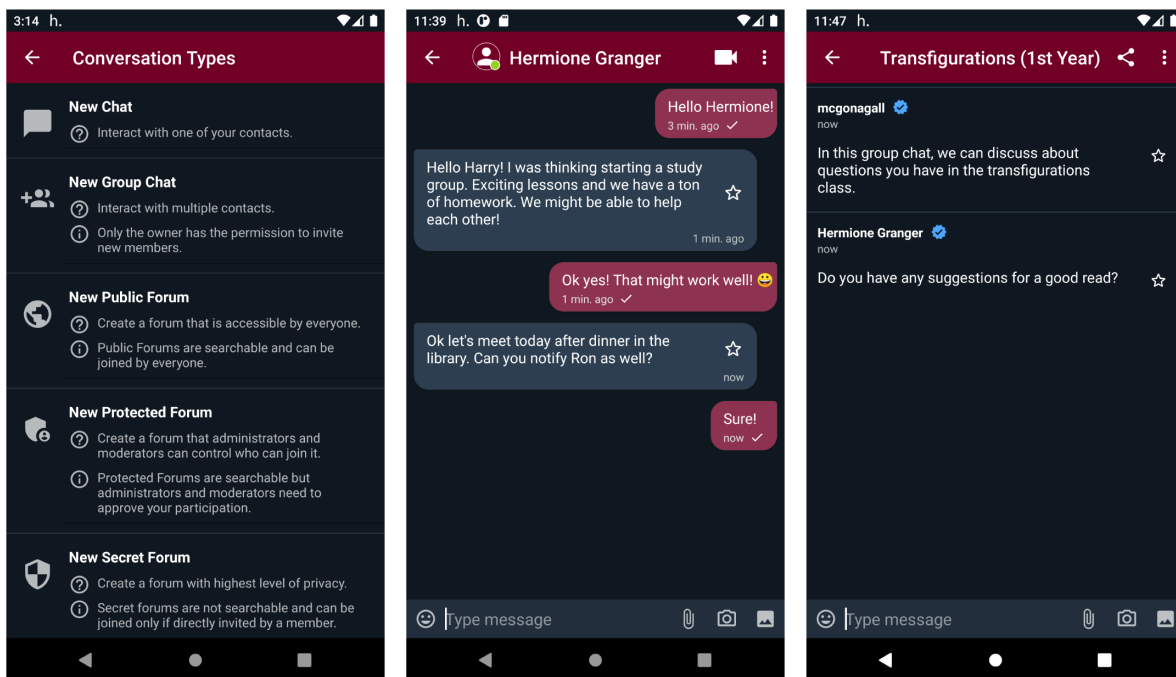 3:14 h.
Conversation Types
New Chat
Interact with one of your contacts.
New Group Chat
Interact with multiple contacts.
Only the owner has the permission to invite
new members.
New Public Forum
Create a forum that is accessible by everyone.
Public Forums are searchable and can be
joined by everyone.
New Protected Forum
Create a forum that administrators and
moderators can control who can join it.
Protected Forums are searchable but
administrators and moderators need to
approve your participation.
New Secret Forum
Create a forum with highest level of privacy.
Secret forums are not searchable and can be
joined only if directly invited by a member.
11:39 h.
Hermione Granger
Hello Hermione!
3 min. ago
Hello Harry! I was thinking starting a study
group. Exciting lessons and we have a ton
of homework. We might be able to help
each other!
1 min. ago
Ok yes! That might work well! 😀
1 min. ago
Ok let's meet today after dinner in the
library. Can you notify Ron as well?
now
Sure!
now
Type message
11:47 h.
Transfigurations (1st Year)
mcgonagall
now
In this group chat, we can discuss about
questions you have in the transfigurations
class.
Hermione Granger
now
Do you have any suggestions for a good read?
Type message